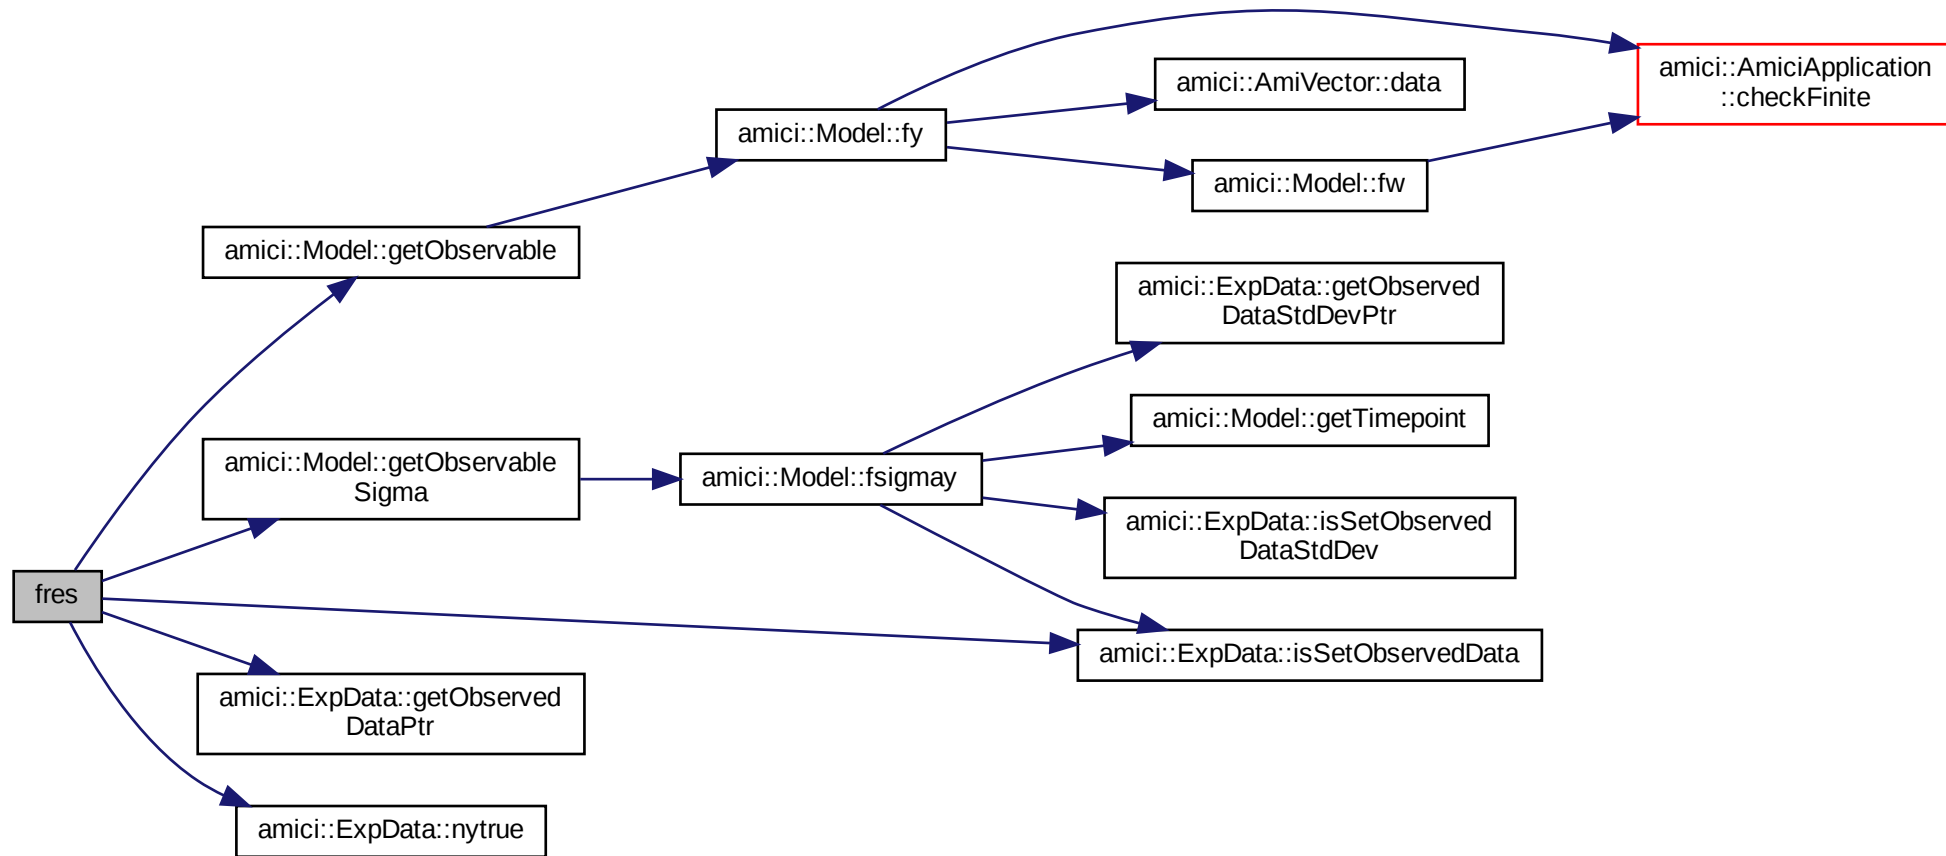 amici::AmiciApplication
::checkFinite
amici::AmiVector::data
amici::Model::fy
amici::Model::fw
amici::Model::getObservable
amici::ExpData::getObserved
DataStdDevPtr
amici::Model::getTimepoint
amici::Model::getObservable
Sigma
amici::Model::fsigmay
amici::ExpData::isSetObserved
DataStdDev
fres
amici::ExpData::isSetObservedData
amici::ExpData::getObserved
DataPtr
amici::ExpData::nytrue